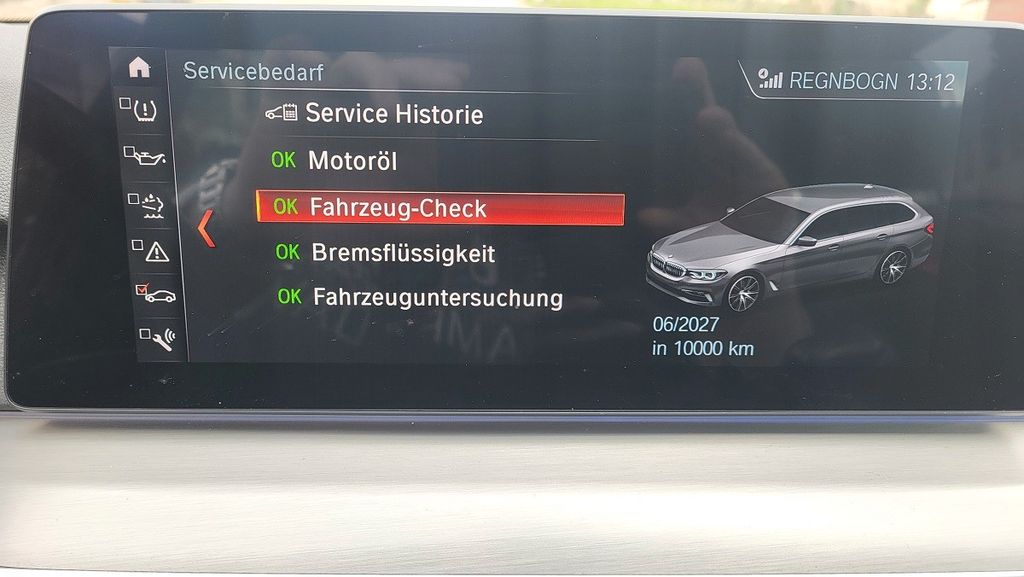 Servicebedarf
REGNBOGN 13:12
Service Historie
OK Motoröl
OK Fahrzeug-Check
OK Bremsflüssigkeit
OK Fahrzeuguntersuchung
06/2027
in 10000 km